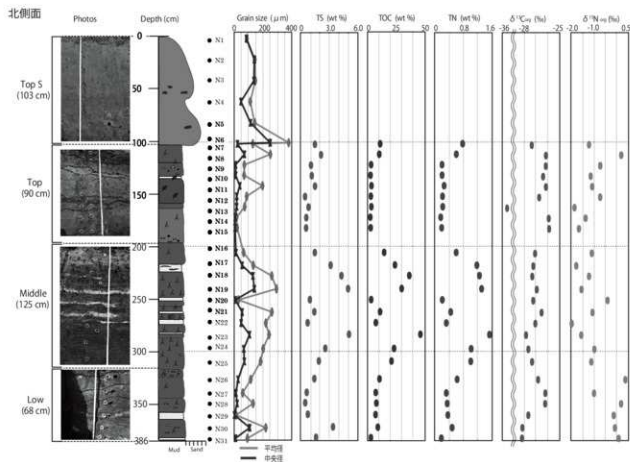 北側面
Photos Depth (cm) Grain size (μm) TS (wt %) TOC (wt %) TN (wt %) δ¹³Corg (‰) δ¹⁵Norg (‰)
0 200 400 0 3.0 6.0 0 25 50 0 0.8 1.6 -36 -28 -25 -2.0 -1.0 0.5
Top S
(103 cm)
Top
(90 cm)
Middle
(125 cm)
Low
(68 cm)
0
50
100
150
200
250
300
350
386
Mud Sand
N1
N2
N3
N4
N5
N6
N7
N8
N9
N10
N11
N12
N13
N14
N15
N16
N17
N18
N19
N20
N21
N22
N23
N24
N25
N26
N27
N28
N29
N30
N31
平均径
中央径